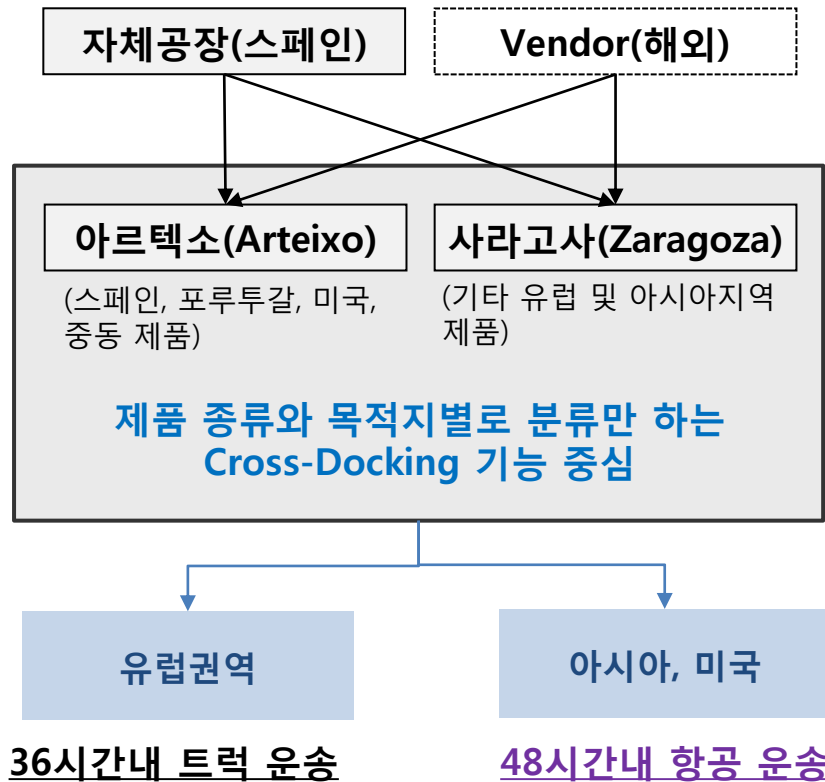 자체공장(스페인)
Vendor(해외)
아르텍소(Arteixo)
사라고사(Zaragoza)
(스페인, 포루투갈, 미국,
중동 제품)
(기타 유럽 및 아시아지역
제품)
제품 종류와 목적지별로 분류만 하는
Cross-Docking 기능 중심
유럽권역
아시아, 미국
36시간내 트럭 운송
48시간내 항공 운송